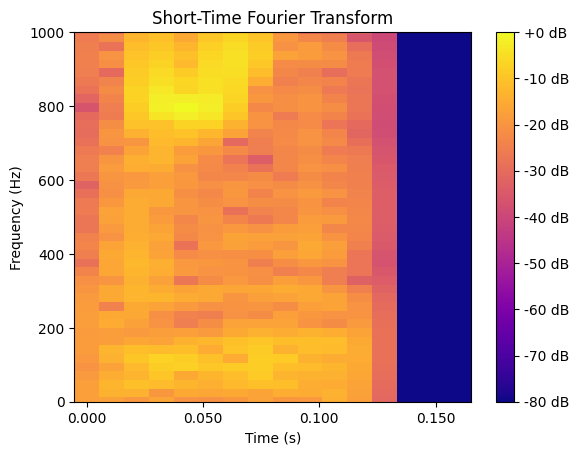 Short-Time Fourier Transform
1000
800
600
400
200
0
Frequency (Hz)
0.000
0.050
0.100
0.150
Time (s)
+0 dB
-10 dB
-20 dB
-30 dB
-40 dB
-50 dB
-60 dB
-70 dB
-80 dB